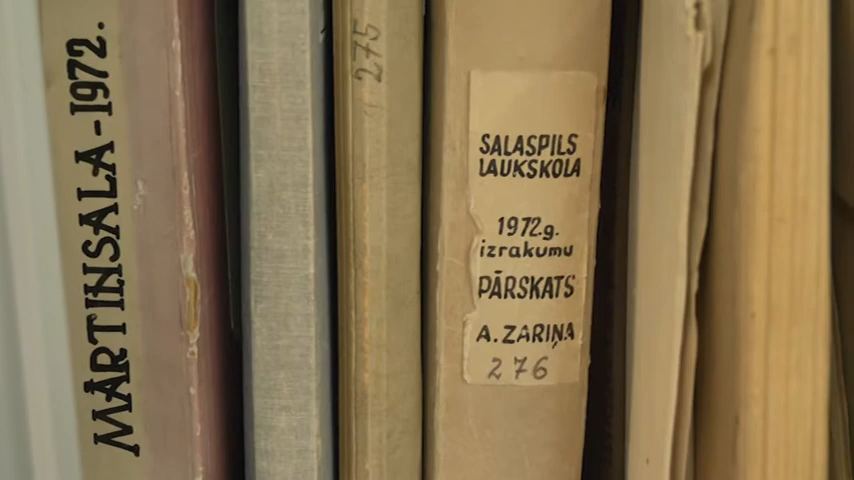 MĀRTIŅSALA-1972.
275
SALASPILS
LAUKSKOLA
1972.g.
izrakumu
PĀRSKATS
A. ZARIŅA
276